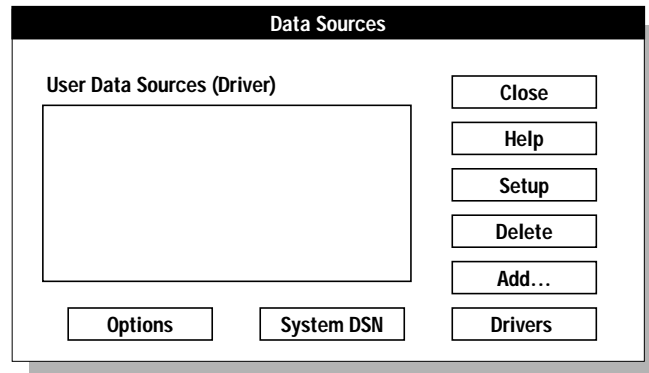 Data Sources
User Data Sources (Driver)
Close
Help
Setup
Delete
Add...
Options
System DSN
Drivers